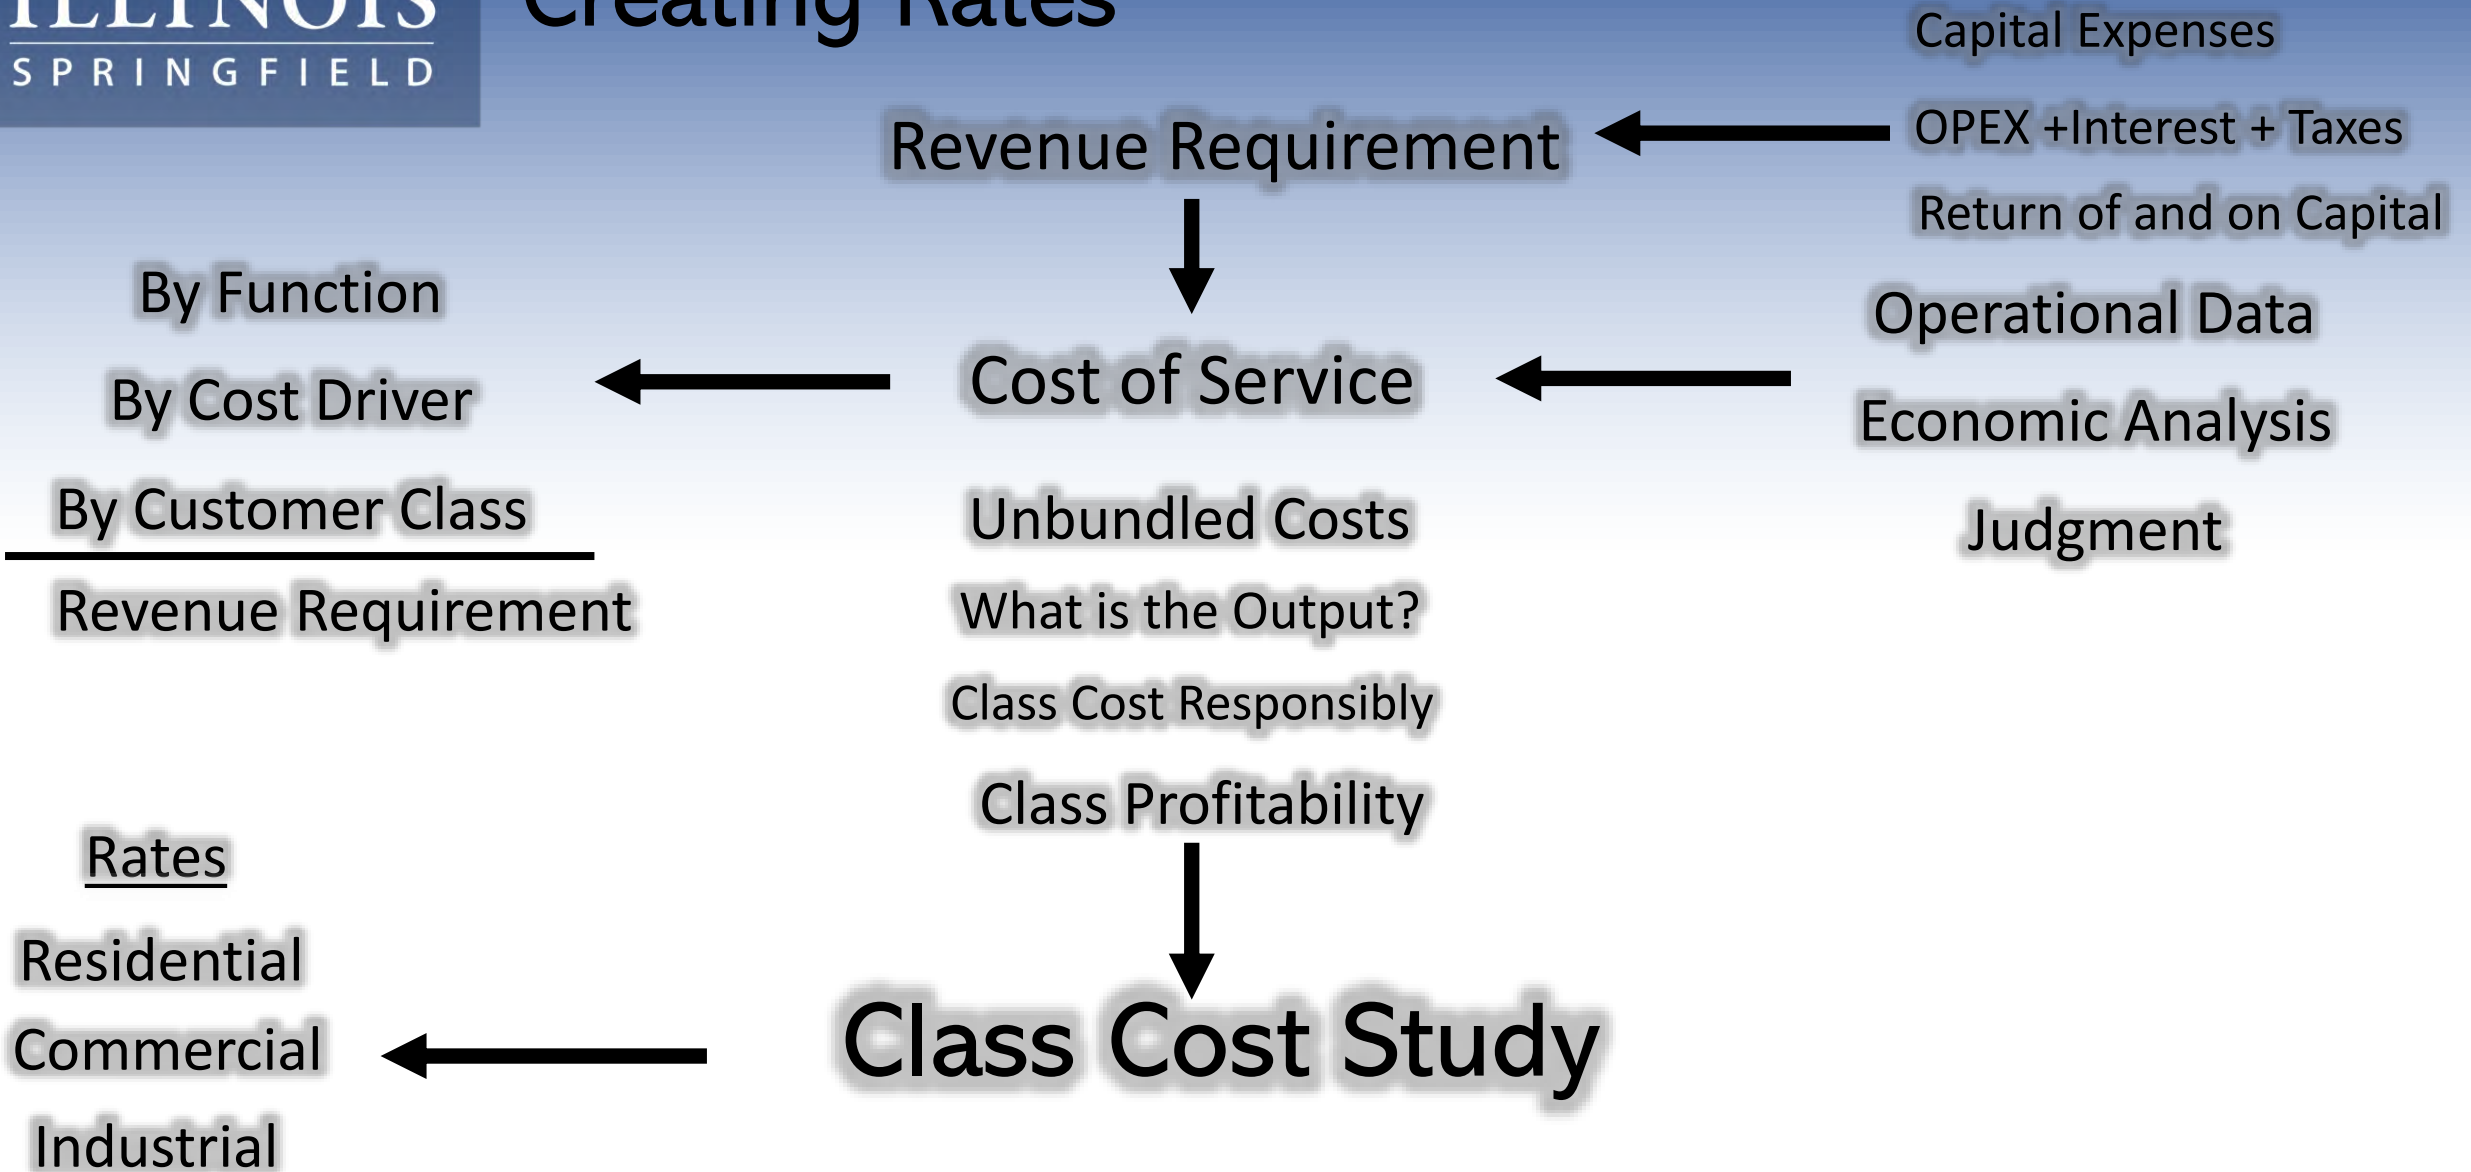 ILLINOIS
SPRINGFIELD
Creating Rates
Capital Expenses
OPEX +Interest + Taxes
Return of and on Capital
Revenue Requirement
By Function
By Cost Driver
By Customer Class
Revenue Requirement
Cost of Service
Operational Data
Economic Analysis
Judgment
Unbundled Costs
What is the Output?
Class Cost Responsibly
Class Profitability
Rates
Residential
Commercial
Industrial
Class Cost Study